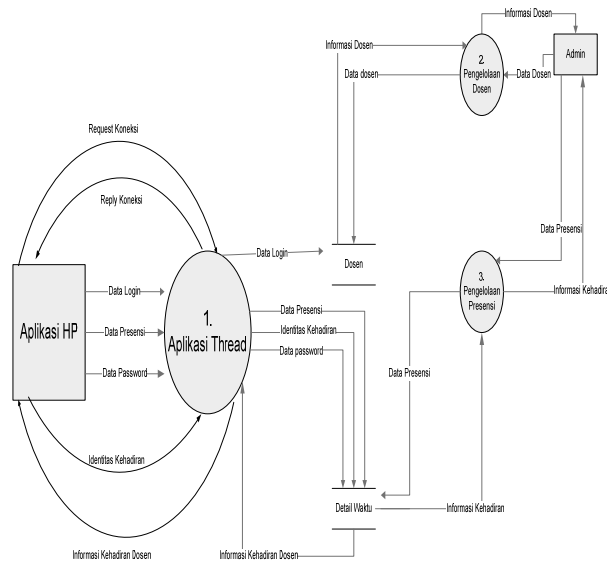 Informasi Dosen
Informasi Dosen
Admin
2.
Pengelolaan
Dosen
Data dosen
Data Dosen
Request Koneksi
Reply Koneksi
Data Presensi
Data Login
Dosen
3.
Pengelolaan
Presensi
Informasi Kehadira
Data Login
Aplikasi HP
1.
Aplikasi Thread
Data Presensi
Data Presensi
Identitas Kehadiran
Data password
Data Password
Data Presensi
Identitas Kehadiran
Detail Waktu
Informasi Kehadiran
Informasi Kehadiran Dosen
Informasi Kehadiran Dosen